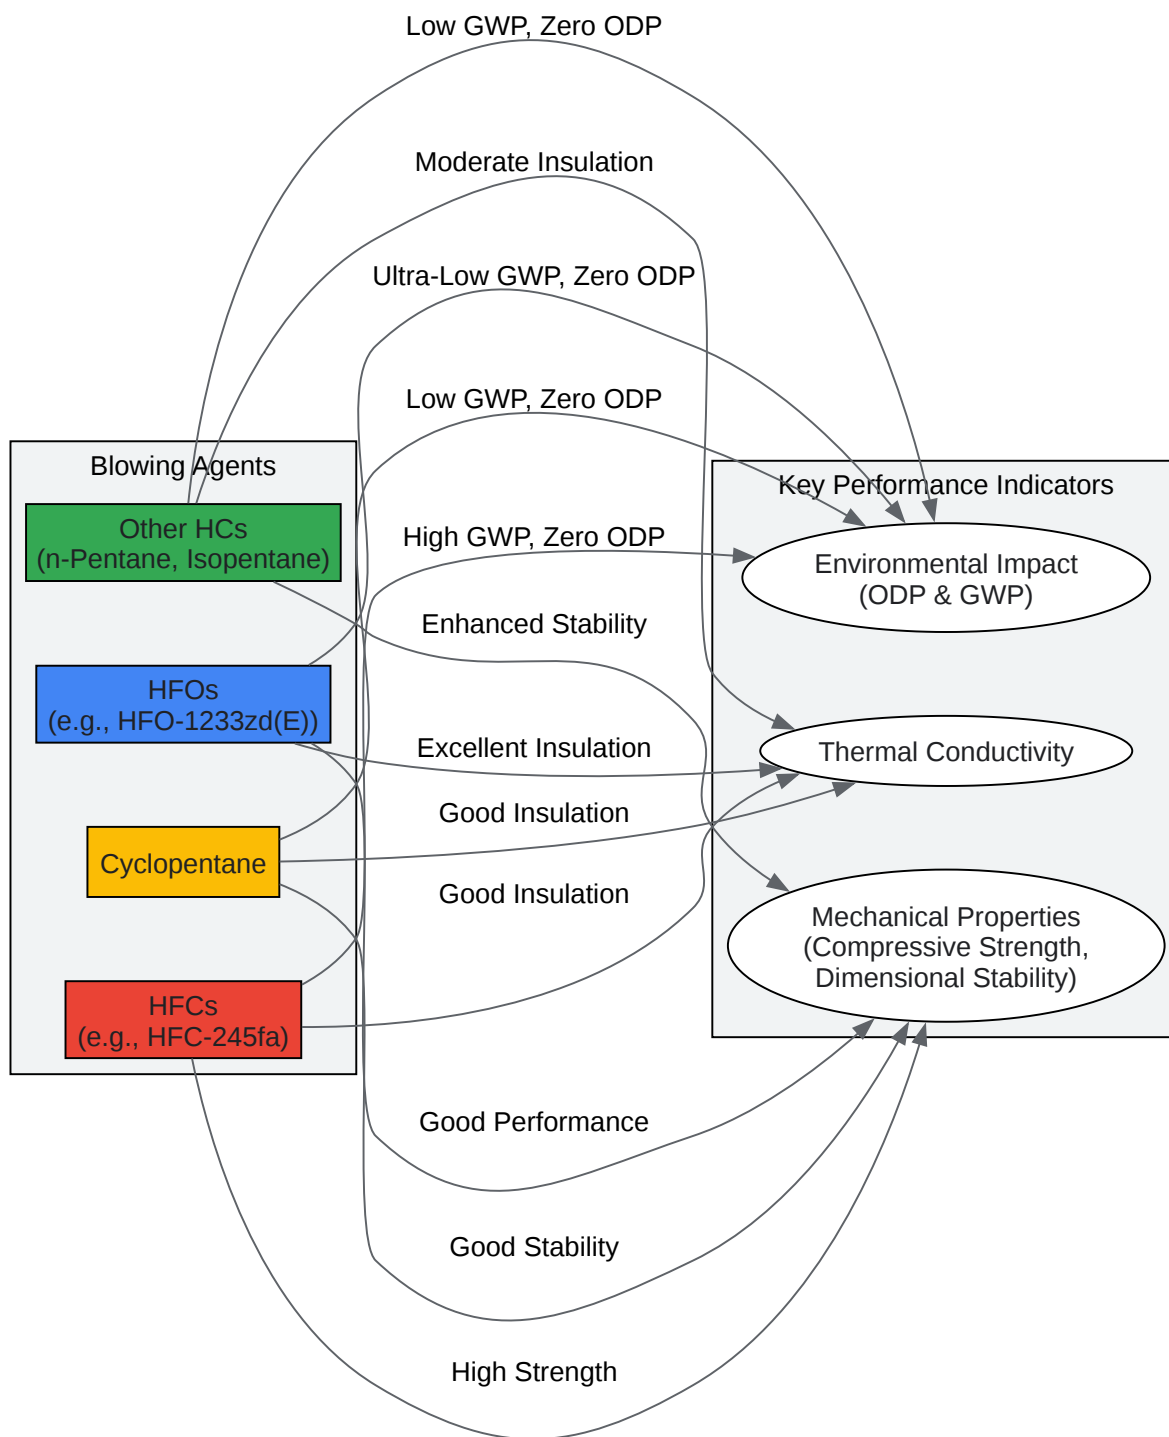 Low GWP, Zero ODP
Moderate Insulation
Ultra-Low GWP, Zero ODP
Low GWP, Zero ODP
High GWP, Zero ODP
Enhanced Stability
Excellent Insulation
Good Insulation
Good Insulation
Good Performance
Good Stability
High Strength
Blowing Agents
Other HCs
(n-Pentane, Isopentane)
HFOs
(e.g., HFO-1233zd(E))
Cyclopentane
HFCs
(e.g., HFC-245fa)
Key Performance Indicators
Environmental Impact
(ODP & GWP)
Thermal Conductivity
Mechanical Properties
(Compressive Strength,
Dimensional Stability)